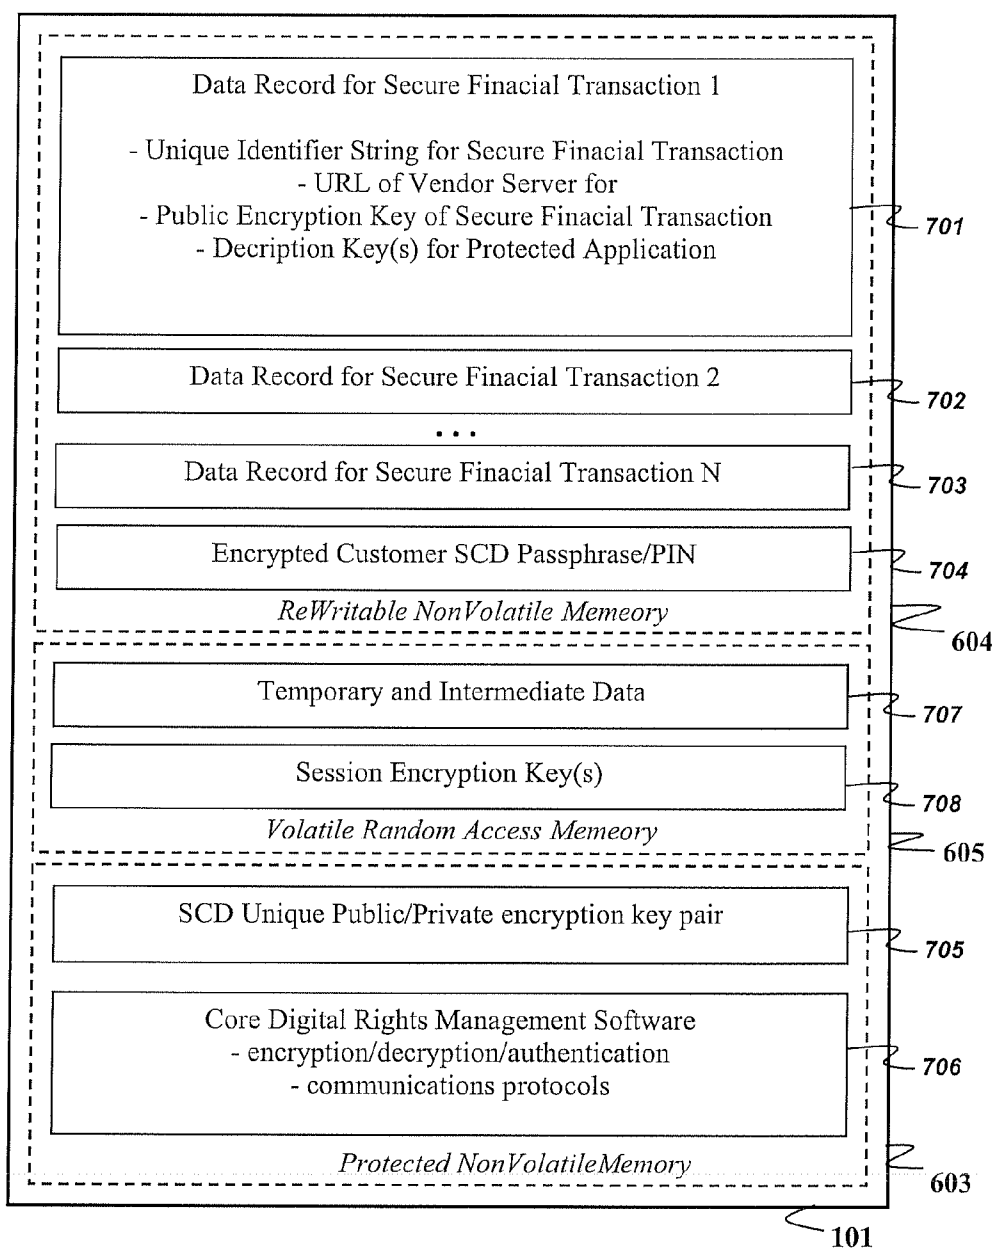 Data Record for Secure Finacial Transaction 1
- Unique Identifier String for Secure Finacial Transaction
- URL of Vendor Server for
- Public Encryption Key of Secure Finacial Transaction
- Decription Key(s) for Protected Application
701
Data Record for Secure Finacial Transaction 2
702
...
Data Record for Secure Finacial Transaction N
703
Encrypted Customer SCD Passphrase/PIN
704
ReWritable NonVolatile Memeory
604
Temporary and Intermediate Data
707
Session Encryption Key(s)
708
Volatile Random Access Memeory
605
SCD Unique Public/Private encryption key pair
705
Core Digital Rights Management Software
- encryption/decryption/authentication
- communications protocols
706
Protected NonVolatileMemory
603
101